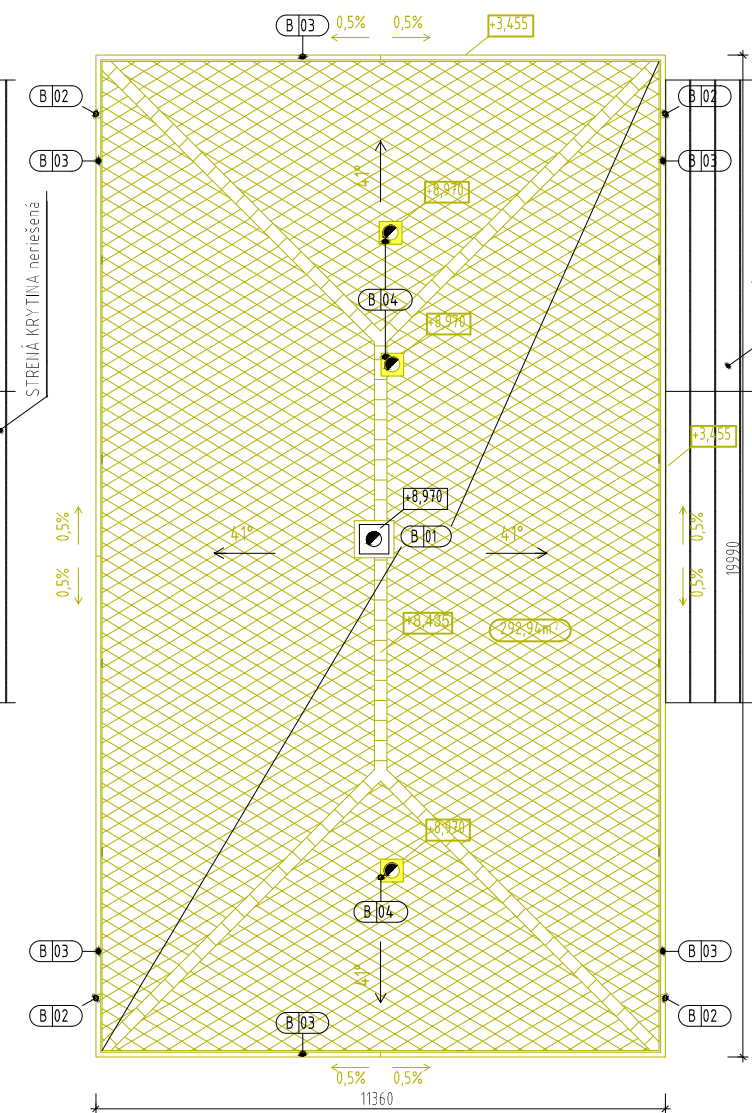 B 03
0,5%
0,5%
+3,455
B 02
B 02
B 03
B 03
41°
+8,970
STRENÁ KRYTINA neriešená
B 04
+8,970
+3,455
+8,970
0,5%
41°
B 01
41°
0,5%
19990
0,5%
0,5%
+8,435
292,94m²
+8,970
B 04
B 03
B 03
41°
B 02
B 03
B 02
0,5%
0,5%
11360